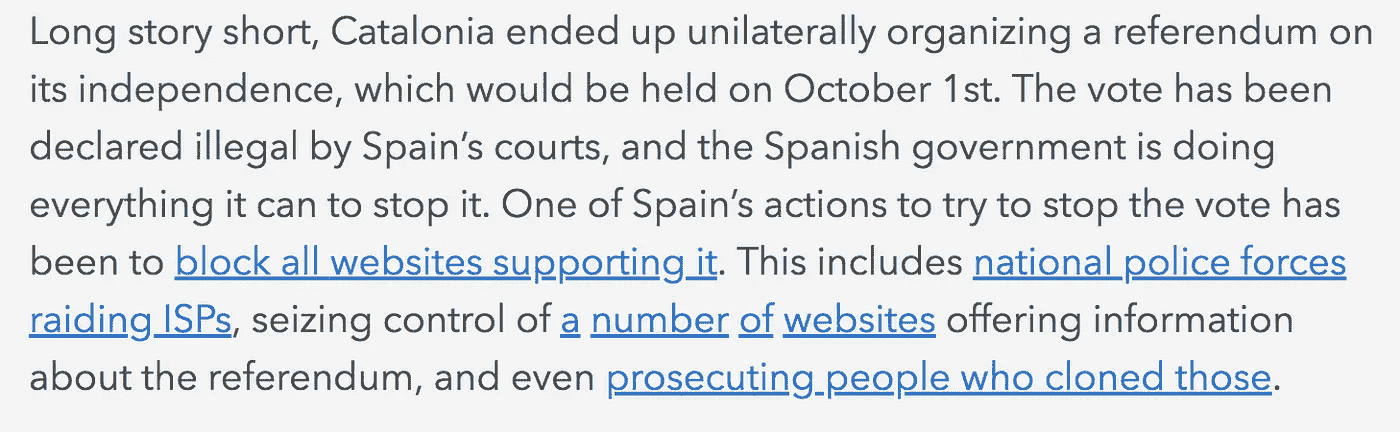 Long story short, Catalonia ended up unilaterally organizing a referendum on
its independence, which would be held on October 1st. The vote has been
declared illegal by Spain’s courts, and the Spanish government is doing
everything it can to stop it. One of Spain’s actions to try to stop the vote has
been to block all websites supporting it. This includes national police forces
raiding ISPs, seizing control of a number of websites offering information
about the referendum, and even prosecuting people who cloned those.